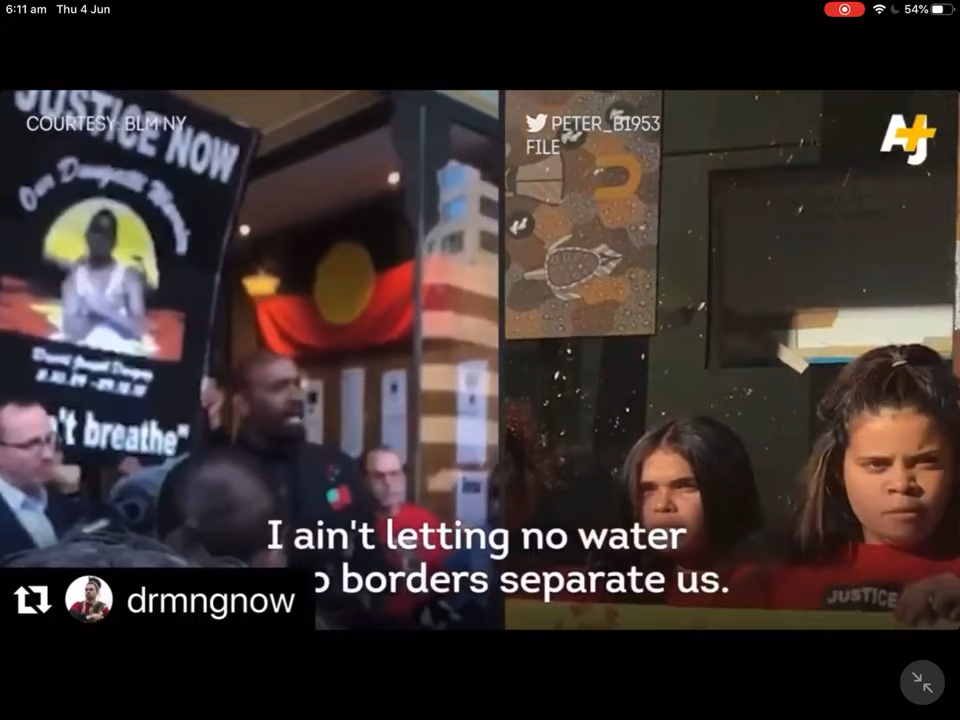 6:11 am Thu 4 Jun
54%
JUSTICE NOW
COURTESY: BLM NY
PETER_B1953
FILE
AJ+
't breathe"
JUSTICE
I ain't letting no water
o borders separate us.
drmngnow